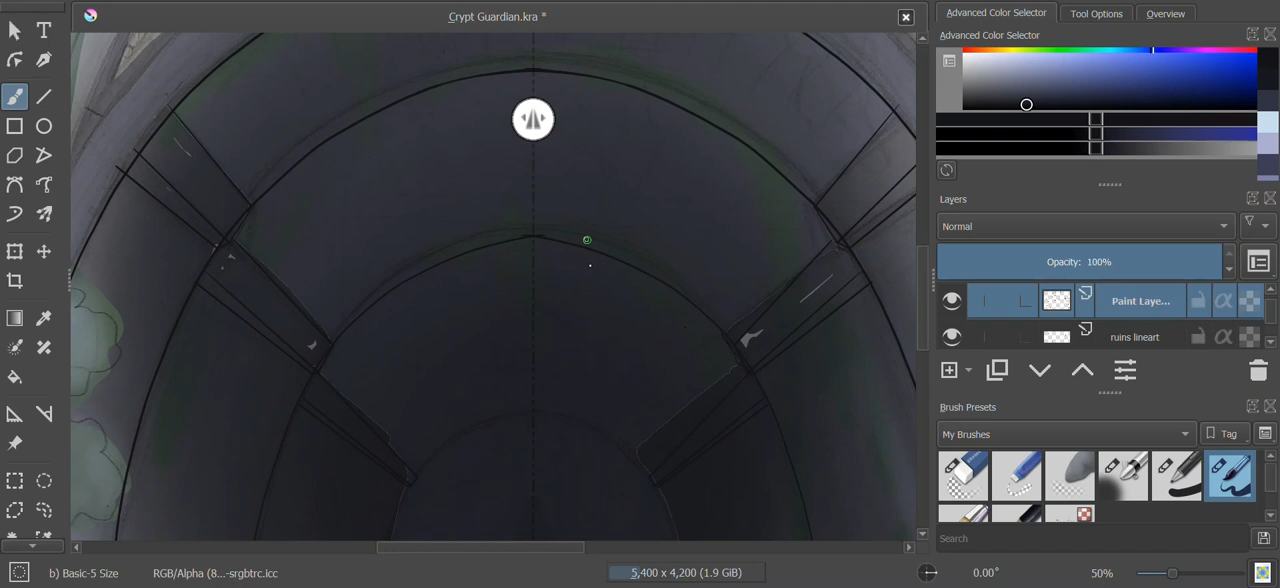 Crypt Guardian.kra *
Advanced Color Selector
Tool Options
Overview
Advanced Color Selector
Layers
Normal
Opacity: 100%
Paint Laye...
ruins lineart
Brush Presets
My Brushes
Tag
Search
b) Basic-5 Size
RGB/Alpha (8...-srgbtrc.icc
5,400 x 4,200 (1.9 GiB)
0.00°
50%